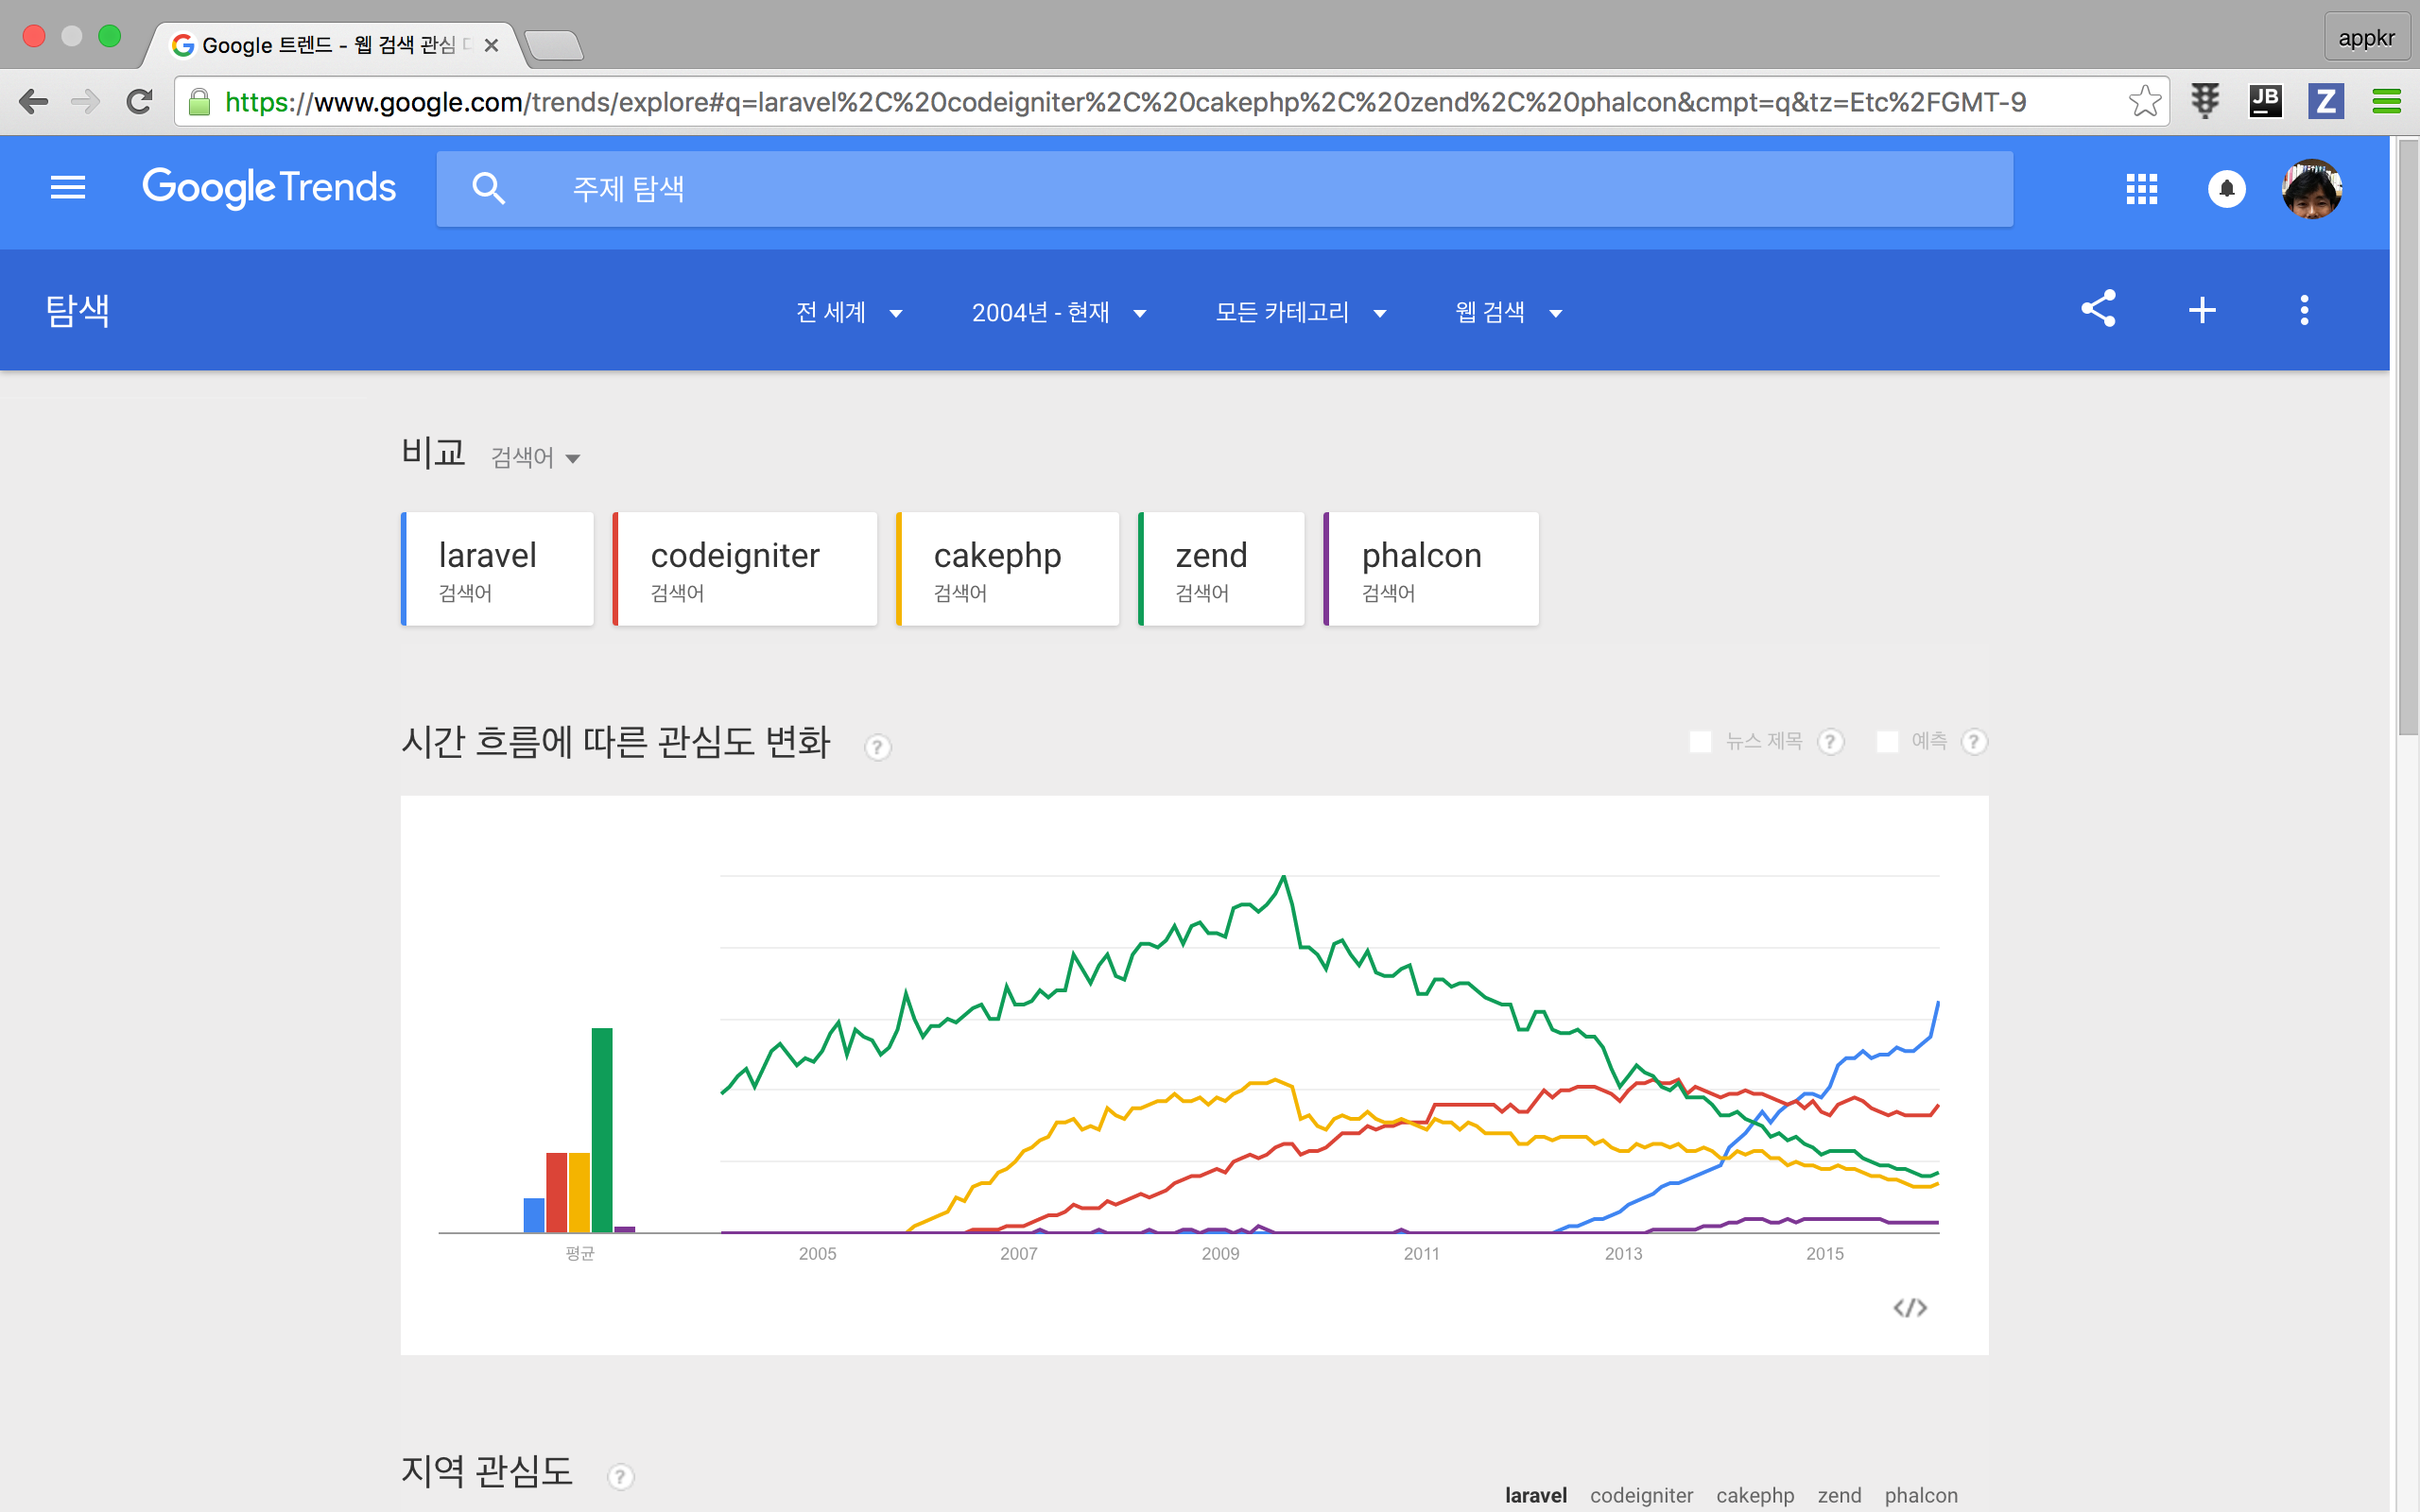 Google 트렌드 - 웹 검색 관심
appkr
https://www.google.com/trends/explore#q=laravel%2C%20codeigniter%2C%20cakephp%2C%20zend%2C%20phalcon&cmpt=q&tz=Etc%2FGMT-9
JB
Z
Google Trends
주제 탐색
탐색
전 세계
2004년 - 현재
모든 카테고리
웹 검색
비교 검색어
laravel
검색어
codeigniter
검색어
cakephp
검색어
zend
검색어
phalcon
검색어
시간 흐름에 따른 관심도 변화 ?
뉴스 제목 ? 예측 ?
평균 2005 2007 2009 2011 2013 2015
</>
지역 관심도 ?
laravel codeigniter cakephp zend phalcon